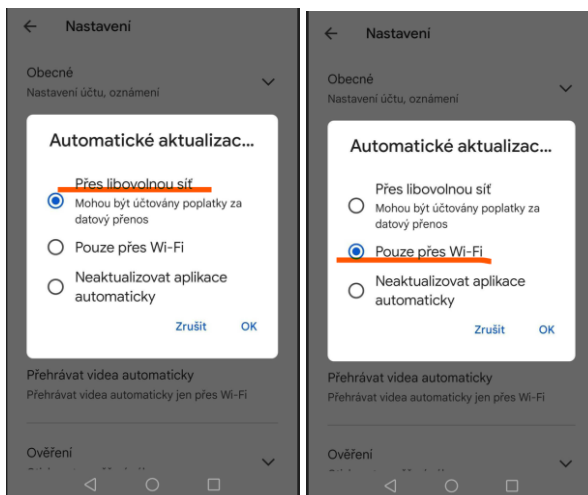 Nastavení
Obecné
Nastavení účtu, oznámení
Automatické aktualizac...
Přes libovolnou síť
Mohou být účtovány poplatky za
datový přenos
Pouze přes Wi-Fi
Neaktualizovat aplikace
automaticky
Zrušit OK
Přehrávat videa automaticky
Přehrávat videa automaticky jen přes Wi-Fi
Ověření
Nastavení
Obecné
Nastavení účtu, oznámení
Automatické aktualizac...
Přes libovolnou síť
Mohou být účtovány poplatky za
datový přenos
Pouze přes Wi-Fi
Neaktualizovat aplikace
automaticky
Zrušit OK
Přehrávat videa automaticky
Přehrávat videa automaticky jen přes Wi-Fi
Ověření